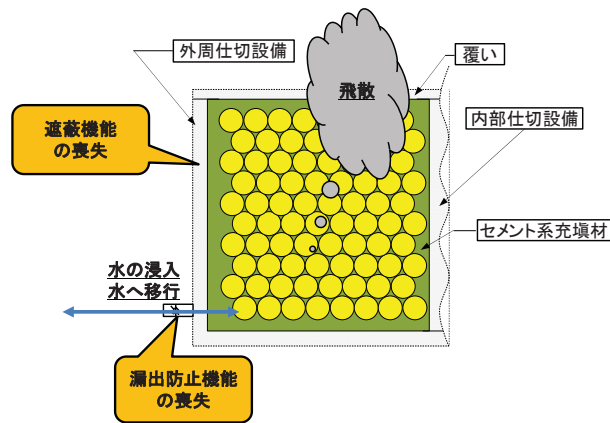 外周仕切設備
覆い
飛散
遮蔽機能
の喪失
内部仕切設備
セメント系充塡材
水の浸入
水へ移行
漏出防止機能
の喪失